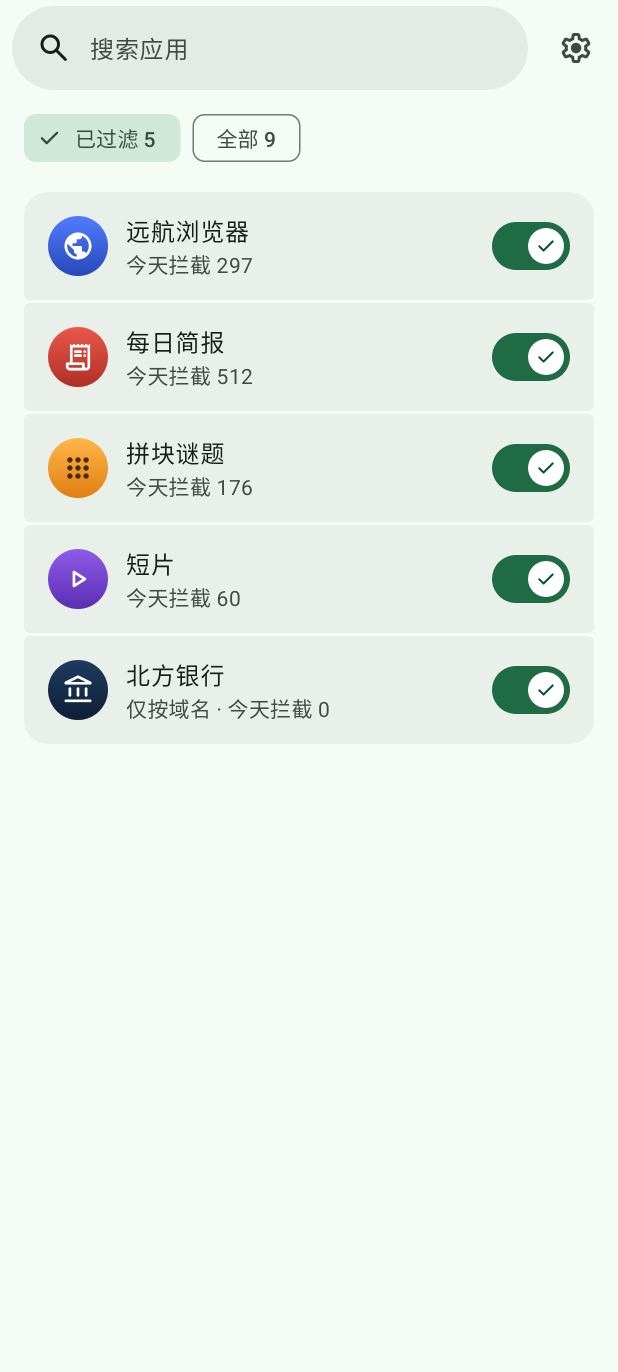 搜索应用
已过滤 5
全部 9
远航浏览器
今天拦截 297
每日简报
今天拦截 512
拼块谜题
今天拦截 176
短片
今天拦截 60
北方银行
仅按域名 · 今天拦截 0